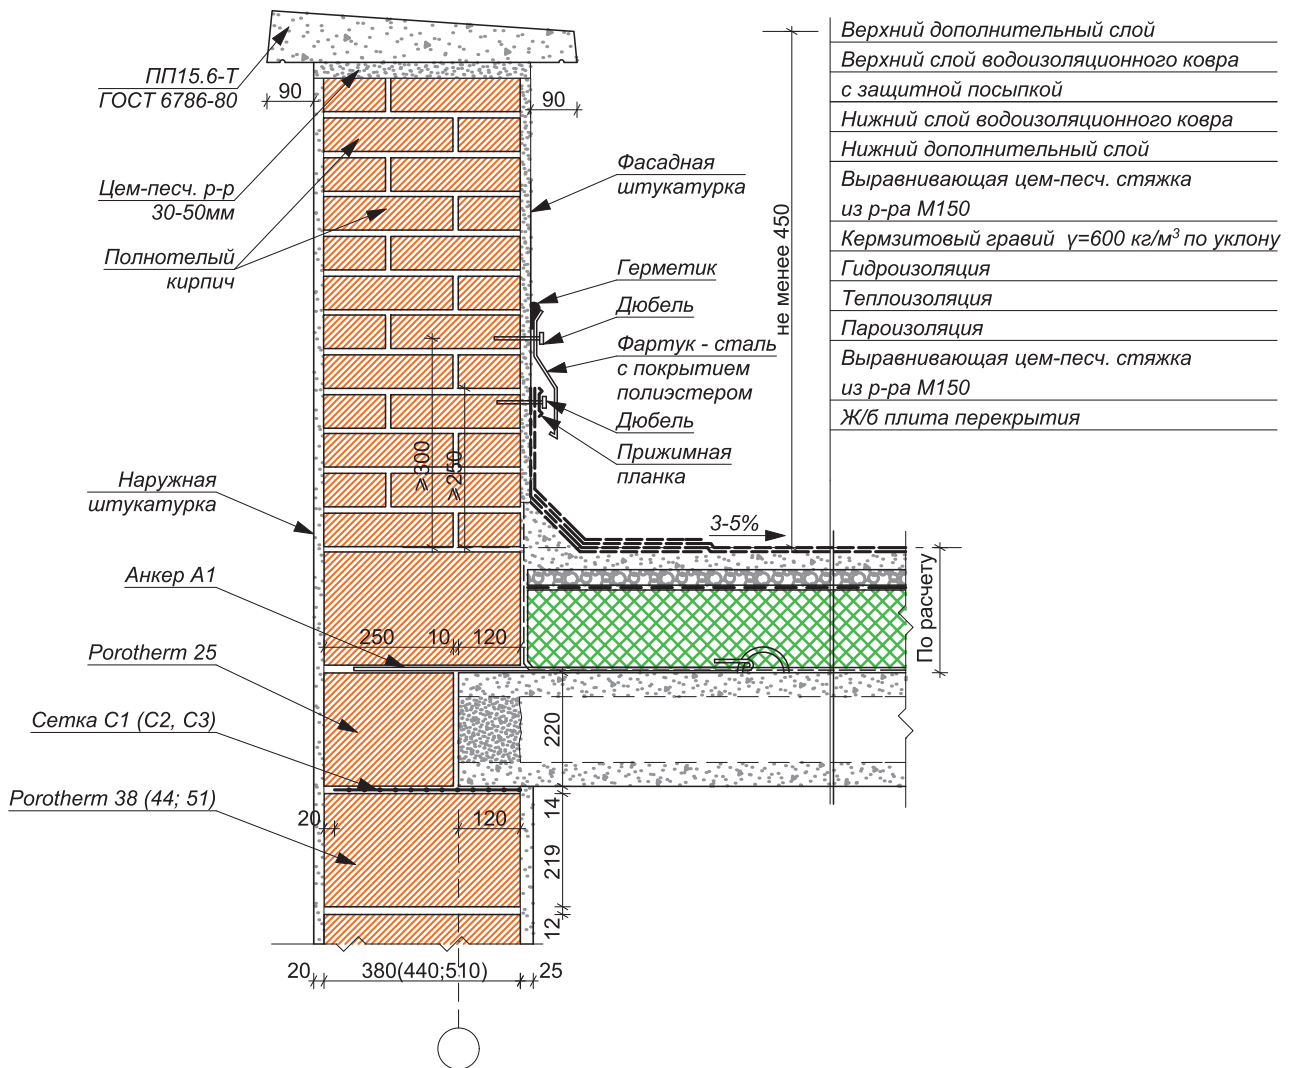 ПП15.6-Т
ГОСТ 6786-80
90
90
Цем-песч. р-р
30-50мм
Полнотелый
кирпич
Фасадная
штукатурка
Герметик
Дюбель
Фартук - сталь
с покрытием
полиэстером
Дюбель
Прижимная
планка
не менее 450
Верхний дополнительный слой
Верхний слой водоизоляционного ковра
с защитной посыпкой
Нижний слой водоизоляционного ковра
Нижний дополнительный слой
Выравнивающая цем-песч. стяжка
из р-ра М150
Кермзитовый гравий γ=600 кг/м³ по уклону
Гидроизоляция
Теплоизоляция
Пароизоляция
Выравнивающая цем-песч. стяжка
из р-ра М150
Ж/б плита перекрытия
⩾300
⩾250
Наружная
штукатурка
3-5%
Анкер А1
250
10
120
По расчету
Porotherm 25
Сетка С1 (С2, С3)
220
Porotherm 38 (44; 51)
20
120
14
219
12
20
380(440;510)
25